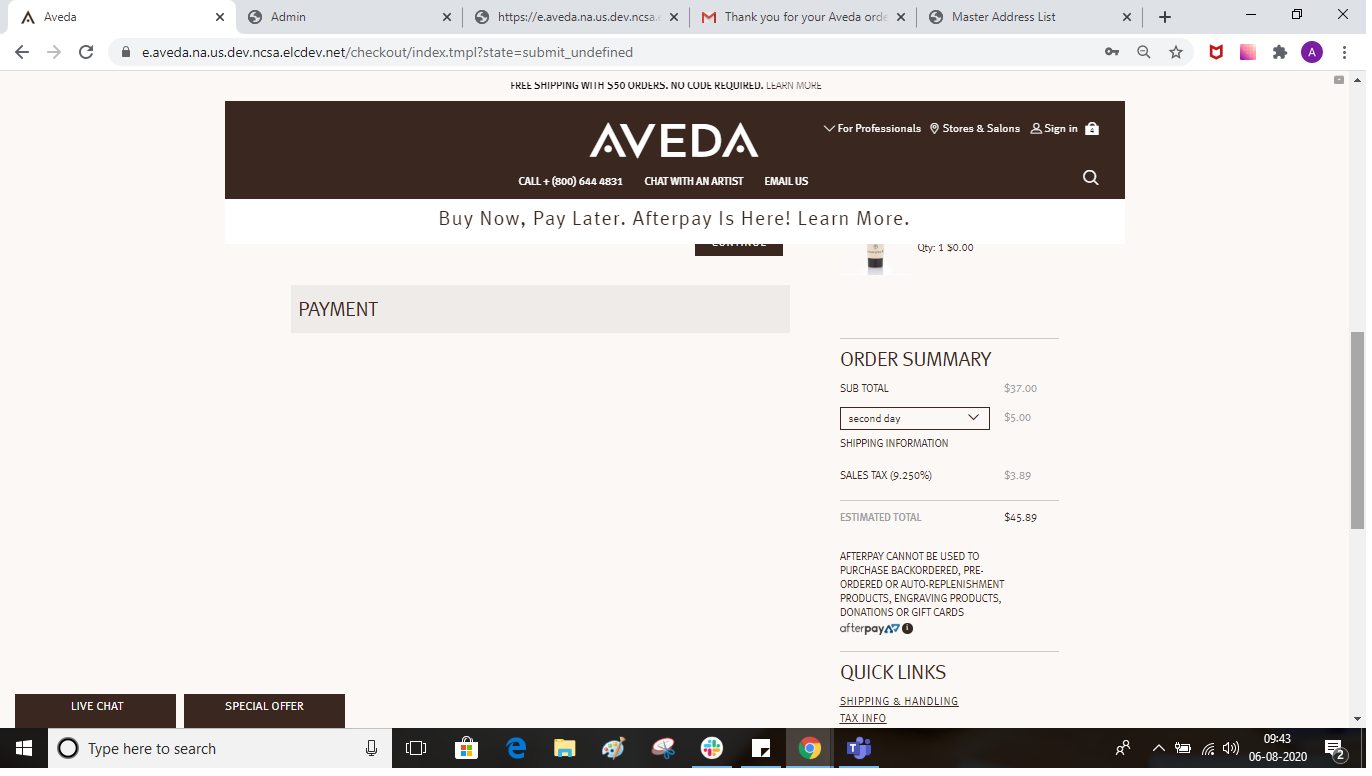 Aveda
Admin
https://e.aveda.na.us.dev.ncsa.e
Thank you for your Aveda orde
Master Address List
e.aveda.na.us.dev.ncsa.elcdev.net/checkout/index.tmpl?state=submit_undefined
A
FREE SHIPPING WITH $50 ORDERS. NO CODE REQUIRED. LEARN MORE
AVEDA
For Professionals Stores & Salons Sign in 4
CALL + (800) 644 4831 CHAT WITH AN ARTIST EMAIL US
Buy Now, Pay Later. Afterpay Is Here! Learn More.
CONTINUE
Qty: 1 $0.00
PAYMENT
ORDER SUMMARY
SUB TOTAL $37.00
second day $5.00
SHIPPING INFORMATION
SALES TAX (9.250%) $3.89
ESTIMATED TOTAL $45.89
AFTERPAY CANNOT BE USED TO
PURCHASE BACKORDERED, PRE-
ORDERED OR AUTO-REPLENISHMENT
PRODUCTS, ENGRAVING PRODUCTS,
DONATIONS OR GIFT CARDS
afterpay i
QUICK LINKS
SHIPPING & HANDLING
TAX INFO
LIVE CHAT
SPECIAL OFFER
Type here to search
09:43
06-08-2020
2